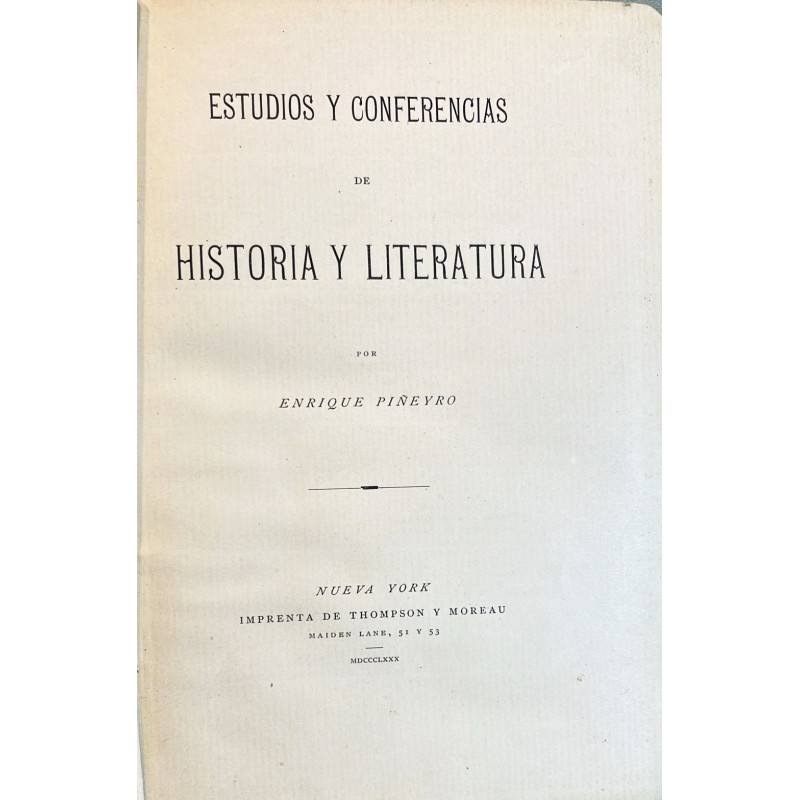 ESTUDIOS Y CONFERENCIAS
DE
HISTORIA Y LITERATURA
POR
ENRIQUE PIÑEYRO
NUEVA YORK
IMPRENTA DE THOMPSON Y MOREAU
MAIDEN LANE, 51 Y 53
MDCCCLXXX